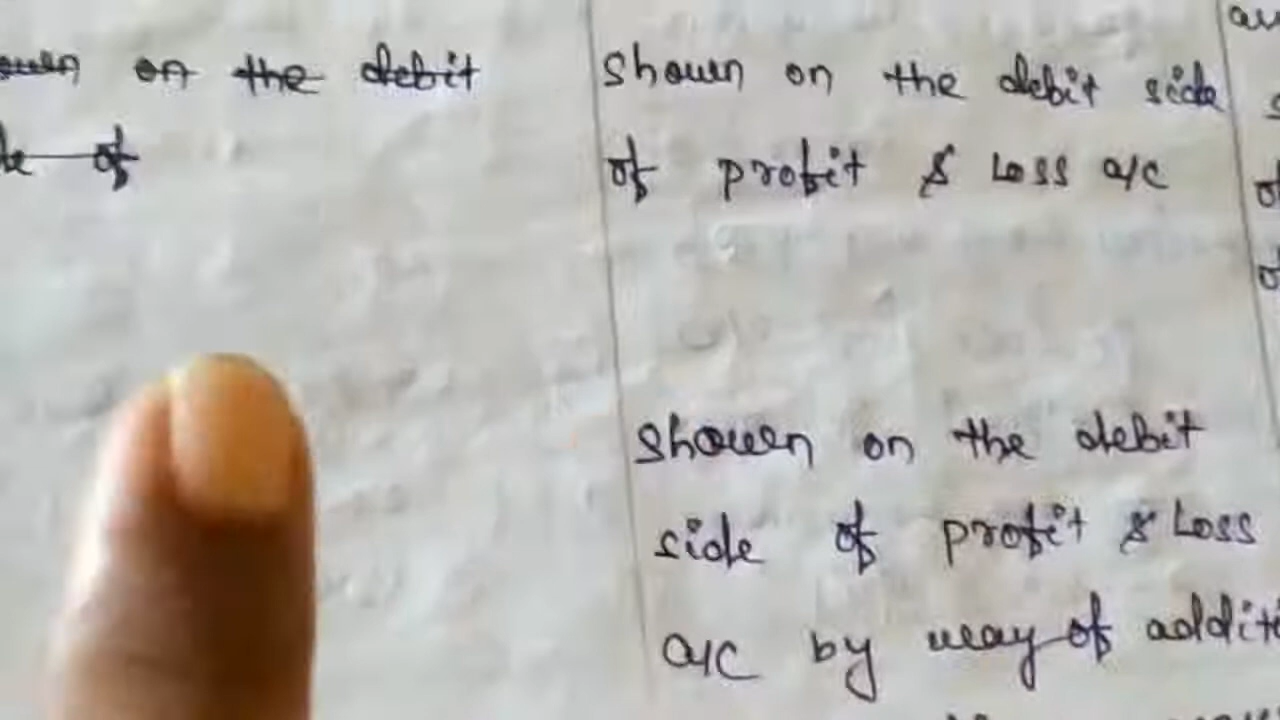 on the debit
of
Shown on the debit side
of profit & Loss a/c
Shown on the debit
side of profit & Loss
a/c by way of